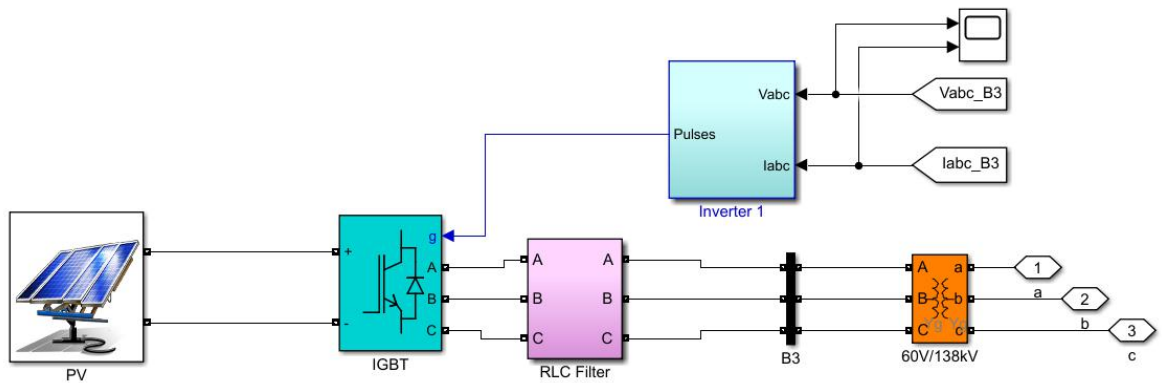 Vabc
Vabc_B3
Pulses
Iabc
Iabc_B3
Inverter 1
g
+
A
A
A
A
a
1
B
B
B
B
b
a
2
-
C
C
C
C
c
b
3
c
PV
IGBT
RLC Filter
B3
60V/138kV